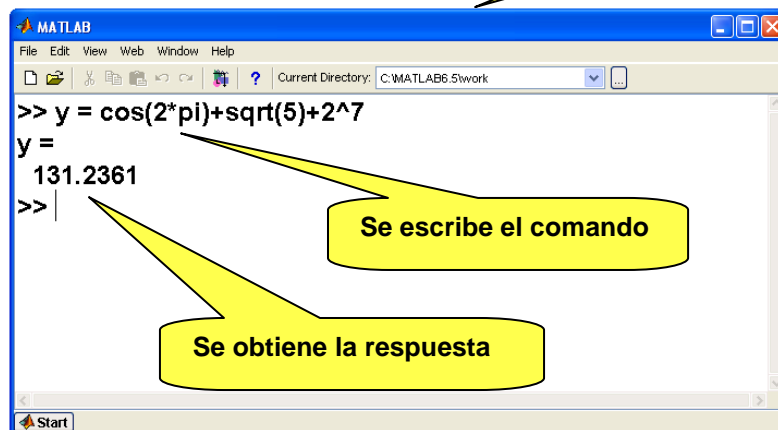 MATLAB
File Edit View Web Window Help
? Current Directory: C:\MATLAB6.5\work ...
>> y = cos(2*pi)+sqrt(5)+2^7
y =
131.2361
>>
Se escribe el comando
Se obtiene la respuesta
Start